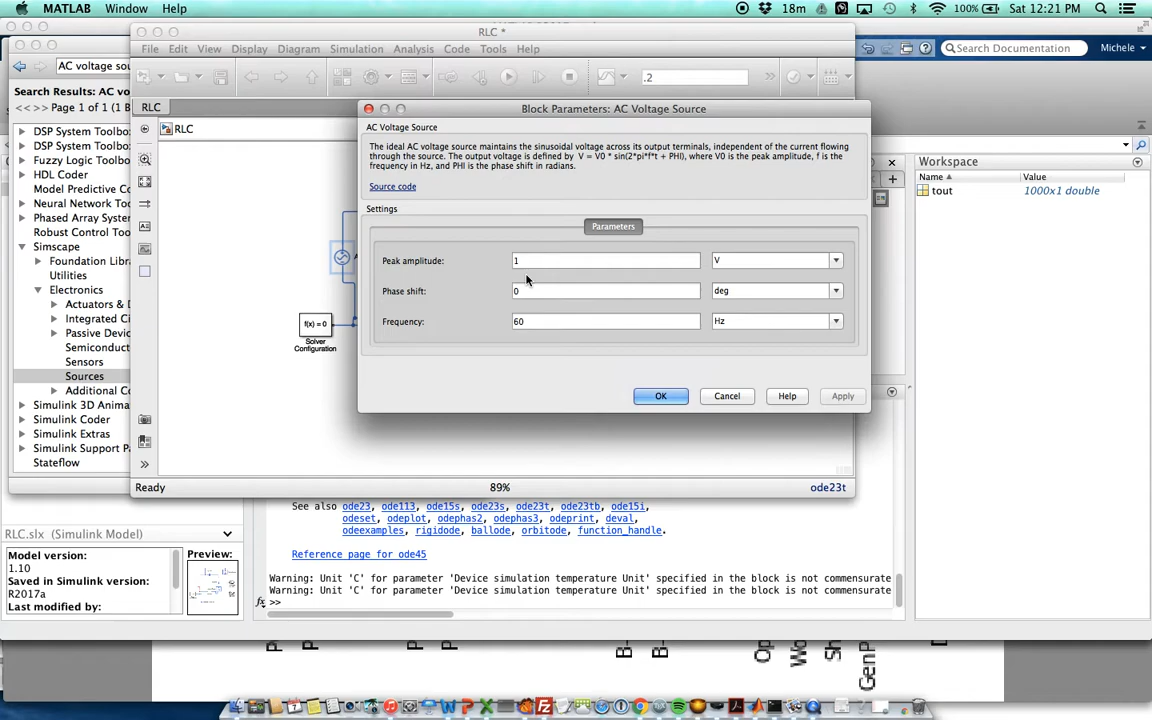 MATLAB Window Help
18m 100% Sat 12:21 PM
RLC *
File Edit View Display Diagram Simulation Analysis Code Tools Help
AC voltage sou
.2
Search Documentation
Michele
Search Results: AC vo
Page 1 of 1 (1 B
RLC
RLC
DSP System Toolbo
DSP System Toolbo
Fuzzy Logic Toolbo
HDL Coder
Model Predictive Co
Neural Network Too
Phased Array System
Robust Control Too
Simscape
Foundation Libra
Utilities
Electronics
Actuators & D
Integrated Ci
Passive Devic
Semiconduct
Sensors
Sources
Additional Co
Simulink 3D Anima
Simulink Coder
Simulink Extras
Simulink Support Pa
Stateflow
f(x) = 0
Solver
Configuration
Block Parameters: AC Voltage Source
AC Voltage Source
The ideal AC voltage source maintains the sinusoidal voltage across its output terminals, independent of the current flowing
through the source. The output voltage is defined by V = V0 * sin(2*pi*f*t + PHI), where V0 is the peak amplitude, f is the
frequency in Hz, and PHI is the phase shift in radians.
Source code
Settings
Parameters
Peak amplitude: 1 V
Phase shift: 0 deg
Frequency: 60 Hz
OK Cancel Help Apply
Workspace
Name Value
tout 1000x1 double
Ready 89% ode23t
RLC.slx (Simulink Model)
Model version:
1.10
Saved in Simulink version:
R2017a
Last modified by:
Preview:
See also ode23, ode113, ode15s, ode23s, ode23t, ode23tb, ode15i,
odeset, odeplot, odephas2, odephas3, odeprint, deval,
odeexamples, rigidode, ballode, orbitode, function_handle.
Reference page for ode45
Warning: Unit 'C' for parameter 'Device simulation temperature Unit' specified in the block is not commensurate
Warning: Unit 'C' for parameter 'Device simulation temperature Unit' specified in the block is not commensurate
fx >>